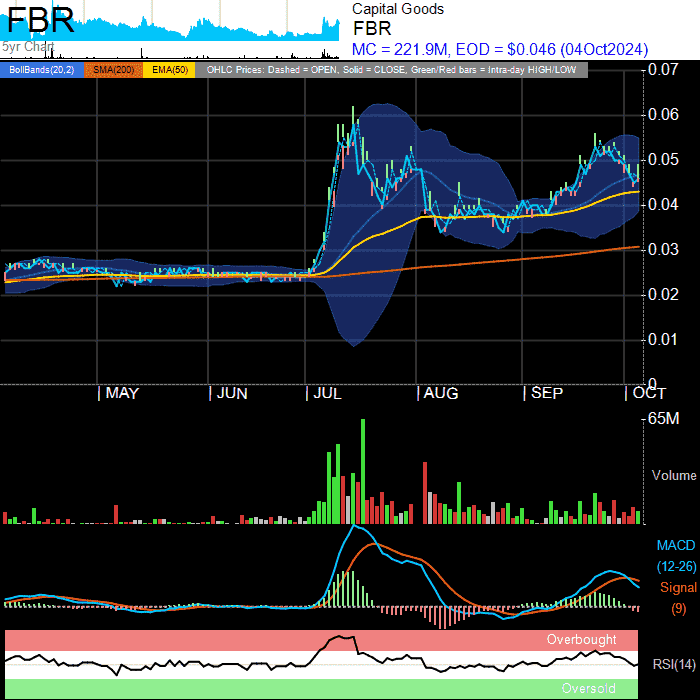 FBR
5yr Chart
Capital Goods
FBR
MC = 221.9M, EOD = $0.046 (04Oct2024)
BollBands(20,2) SMA(200) EMA(50) OHLC Prices: Dashed = OPEN, Solid = CLOSE, Green/Red bars = Intra-day HIGH/LOW
0.07
0.06
0.05
0.04
0.03
0.02
0.01
0
MAY JUN JUL AUG SEP OCT
65M
Volume
MACD
(12-26)
Signal
(9)
Overbought
RSI(14)
Oversold